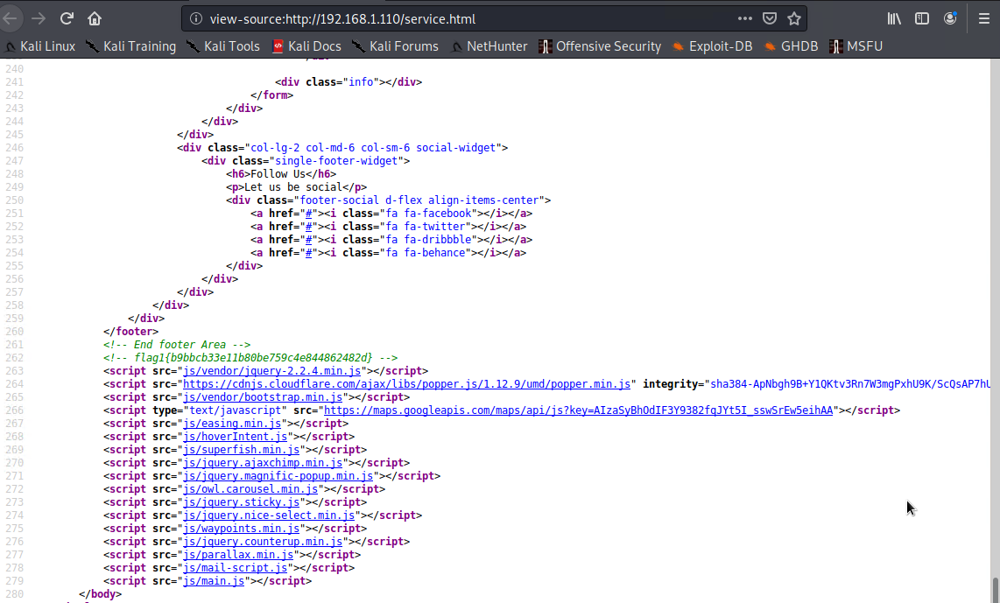 view-source:http://192.168.1.110/service.html
Kali Linux Kali Training Kali Tools Kali Docs Kali Forums NetHunter Offensive Security Exploit-DB GHDB MSFU
240
241 <div class="info"></div>
242 </form>
243 </div>
244 </div>
245 </div>
246 <div class="col-lg-2 col-md-6 col-sm-6 social-widget">
247 <div class="single-footer-widget">
248 <h6>Follow Us</h6>
249 <p>Let us be social</p>
250 <div class="footer-social d-flex align-items-center">
251 <a href="#"><i class="fa fa-facebook"></i></a>
252 <a href="#"><i class="fa fa-twitter"></i></a>
253 <a href="#"><i class="fa fa-dribbble"></i></a>
254 <a href="#"><i class="fa fa-behance"></i></a>
255 </div>
256 </div>
257 </div>
258 </div>
259 </div>
260 </footer>
261 <!-- End footer Area -->
262 <!-- flag1{b9bbcb33e11b80be759c4e844862482d} -->
263 <script src="js/vendor/jquery-2.2.4.min.js"></script>
264 <script src="https://cdnjs.cloudflare.com/ajax/libs/popper.js/1.12.9/umd/popper.min.js" integrity="sha384-ApNbgh9B+Y1QKtv3Rn7W3mgPxhU9K/ScQsAP7hU
265 <script src="js/vendor/bootstrap.min.js"></script>
266 <script type="text/javascript" src="https://maps.googleapis.com/maps/api/js?key=AIzaSyBhOdIF3Y9382fqJYt5I_sswSrEw5eihAA"></script>
267 <script src="js/easing.min.js"></script>
268 <script src="js/hoverIntent.js"></script>
269 <script src="js/superfish.min.js"></script>
270 <script src="js/jquery.ajaxchimp.min.js"></script>
271 <script src="js/jquery.magnific-popup.min.js"></script>
272 <script src="js/owl.carousel.min.js"></script>
273 <script src="js/jquery.sticky.js"></script>
274 <script src="js/jquery.nice-select.min.js"></script>
275 <script src="js/waypoints.min.js"></script>
276 <script src="js/jquery.counterup.min.js"></script>
277 <script src="js/parallax.min.js"></script>
278 <script src="js/mail-script.js"></script>
279 <script src="js/main.js"></script>
280 </body>